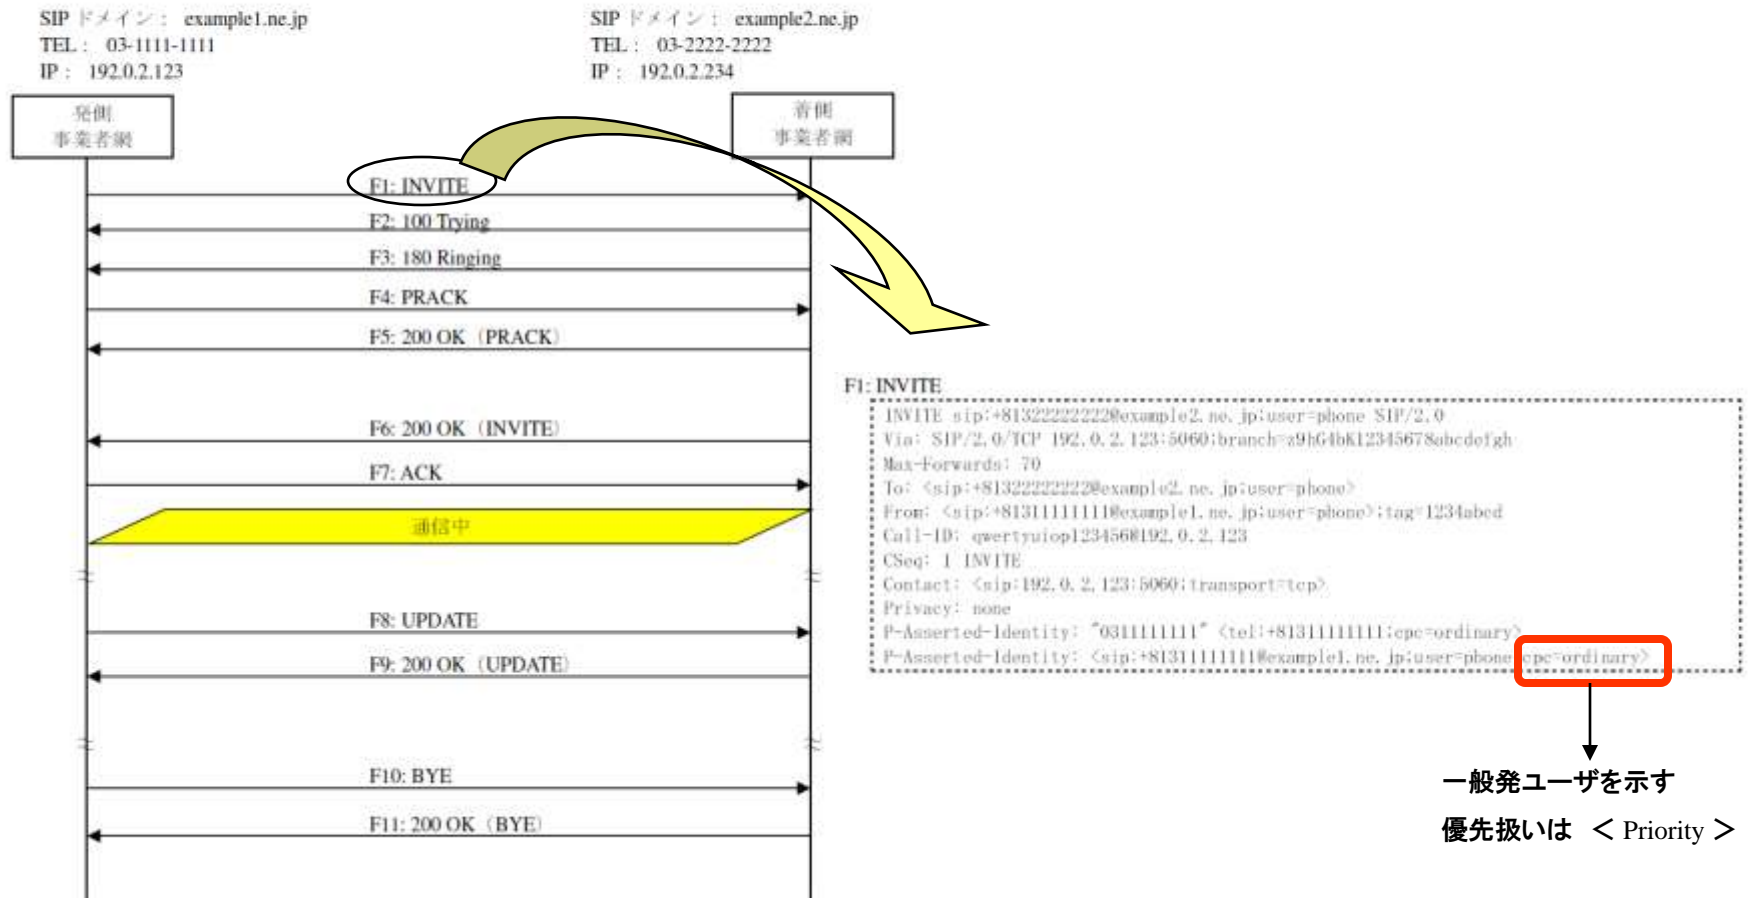 SIP ドメイン： example1.ne.jp
TEL： 03-1111-1111
IP： 192.0.2.123
SIP ドメイン： example2.ne.jp
TEL： 03-2222-2222
IP： 192.0.2.234
発側
事業者網
着側
事業者網
F1: INVITE
F2: 100 Trying
F3: 180 Ringing
F4: PRACK
F5: 200 OK（PRACK）
F6: 200 OK（INVITE）
F7: ACK
通信中
F8: UPDATE
F9: 200 OK（UPDATE）
F10: BYE
F11: 200 OK（BYE）
F1: INVITE
INVITE sip:+81322222222@example2.ne.jp;user=phone SIP/2.0
Via: SIP/2.0/TCP 192.0.2.123:5060;branch=z9hG4bK12345678abcdefgh
Max-Forwards: 70
To: <sip:+81322222222@example2.ne.jp;user=phone>
From: <sip:+81311111111@example1.ne.jp;user=phone>;tag=1234abcd
Call-ID: qwertyuiop123456@192.0.2.123
CSeq: 1 INVITE
Contact: <sip:192.0.2.123:5060;transport=tcp>
Privacy: none
P-Asserted-Identity: "0311111111" <tel:+81311111111;cpc=ordinary>
P-Asserted-Identity: <sip:+81311111111@example1.ne.jp;user=phone cpc=ordinary>
一般発ユーザを示す
優先扱いは ＜ Priority ＞